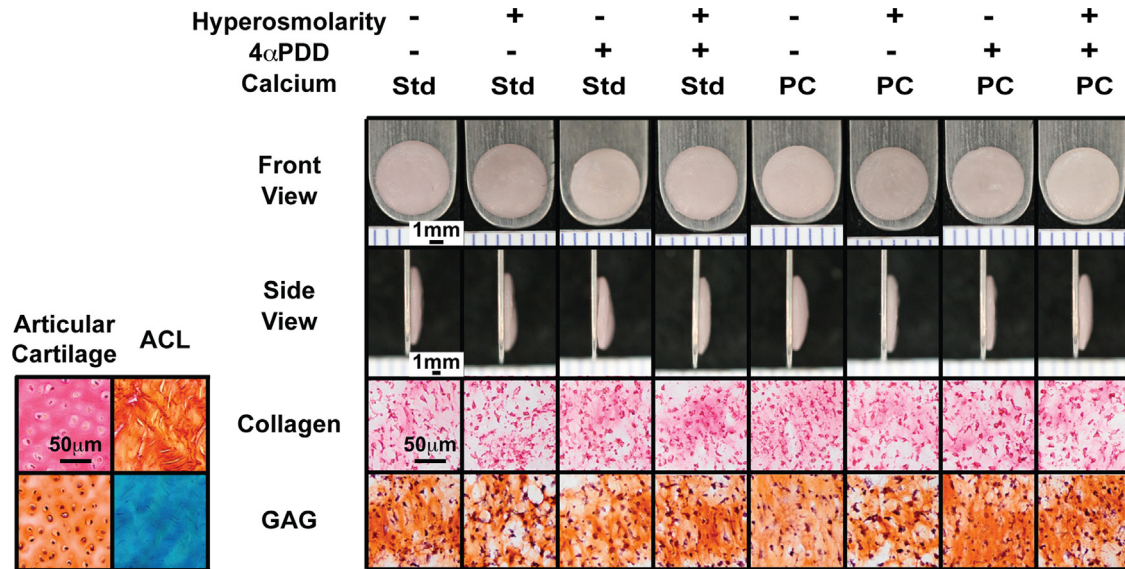 Hyperosmolarity - + - + - + - +
4αPDD - - + + - - + +
Calcium Std Std Std Std PC PC PC PC
Front
View
1mm
Side
View
1mm
Articular
Cartilage
ACL
Collagen
50μm
50μm
GAG